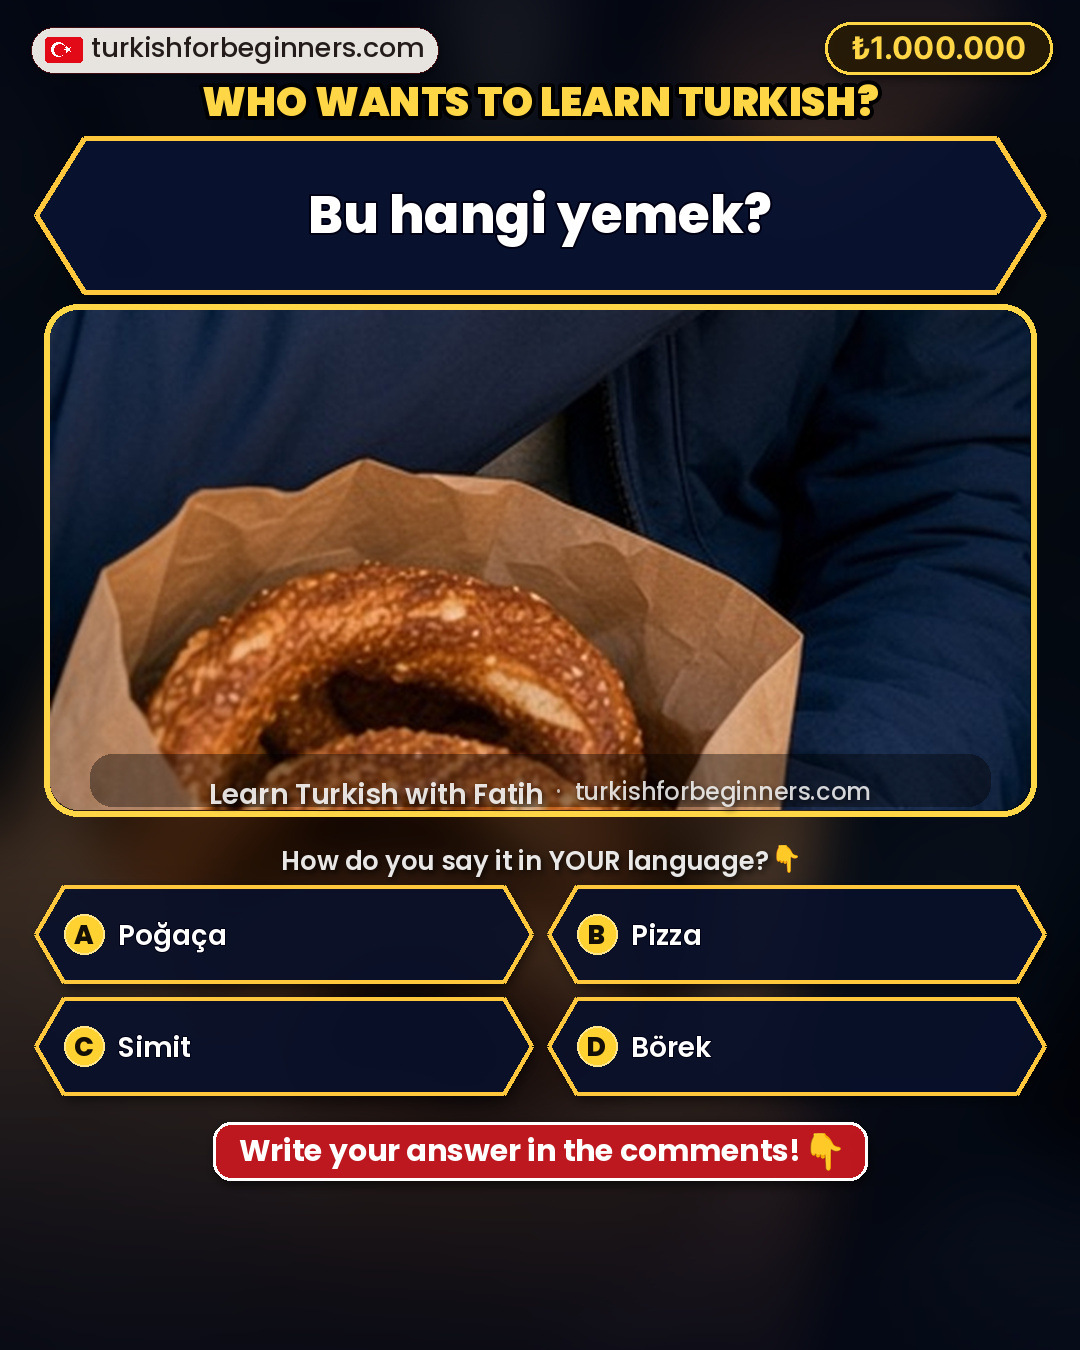 turkishforbeginners.com
₺1.000.000
WHO WANTS TO LEARN TURKISH?
Bu hangi yemek?
Learn Turkish with Fatih · turkishforbeginners.com
How do you say it in YOUR language?👇
A Poğaça
B Pizza
C Simit
D Börek
Write your answer in the comments!👇